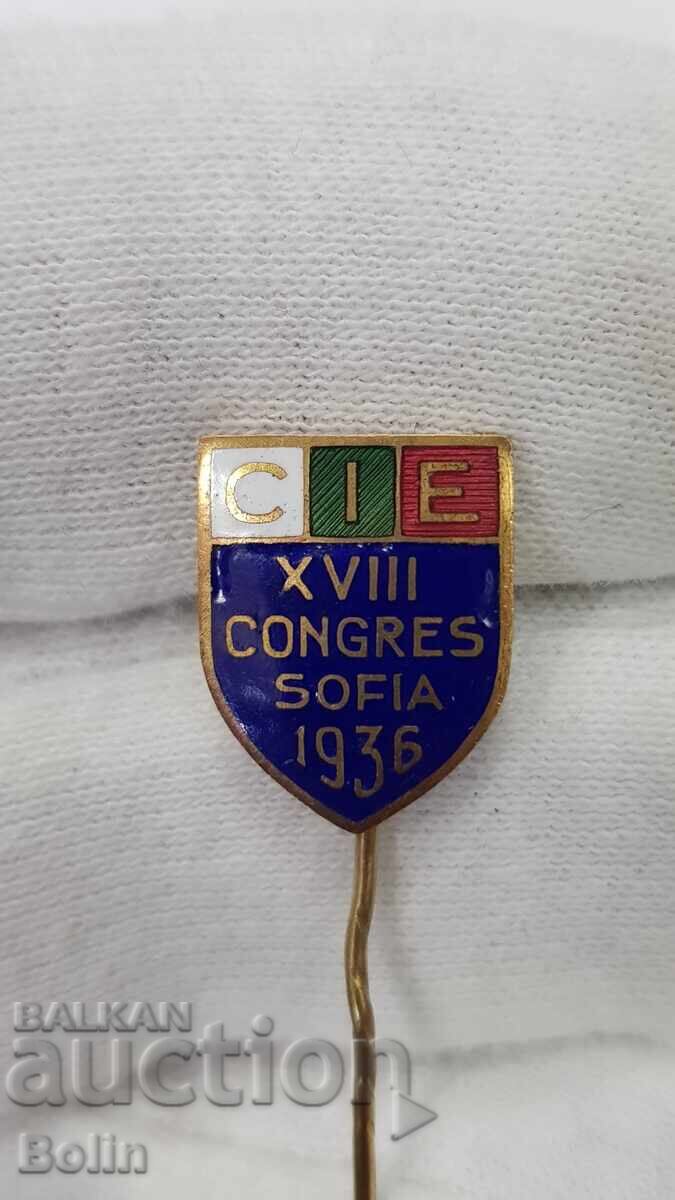 CIE
XVIII
CONGRES
SOFIA
1936
BALKAN
auction
Bolin